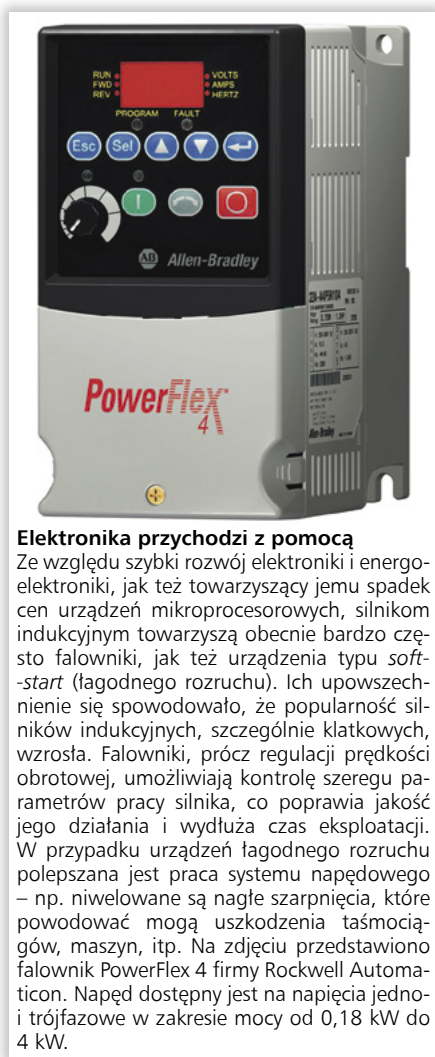 RUN
FWD
REV
VOLTS
AMPS
HERTZ
PROGRAM FAULT
Esc Sel
AB Allen-Bradley
PowerFlex
4
Allen-Bradley
Elektronika przychodzi z pomocą
Ze względu szybki rozwój elektroniki i energo-
elektroniki, jak też towarzyszący jemu spadek
cen urządzeń mikroprocesorowych, silnikom
indukcyjnym towarzyszą obecnie bardzo czę-
sto falowniki, jak też urządzenia typu soft-
-start (łagodnego rozruchu). Ich upowszech-
nienie się spowodowało, że popularność sil-
ników indukcyjnych, szczególnie klatkowych,
wzrosła. Falowniki, prócz regulacji prędkości
obrotowej, umożliwiają kontrolę szeregu pa-
rametrów pracy silnika, co poprawia jakość
jego działania i wydłuża czas eksploatacji.
W przypadku urządzeń łagodnego rozruchu
polepszana jest praca systemu napędowego
– np. niwelowane są nagłe szarpnięcia, które
powodować mogą uszkodzenia taśmocią-
gów, maszyn, itp. Na zdjęciu przedstawiono
falownik PowerFlex 4 firmy Rockwell Automa-
ticon. Napęd dostępny jest na napięcia jedno-
i trójfazowe w zakresie mocy od 0,18 kW do
4 kW.